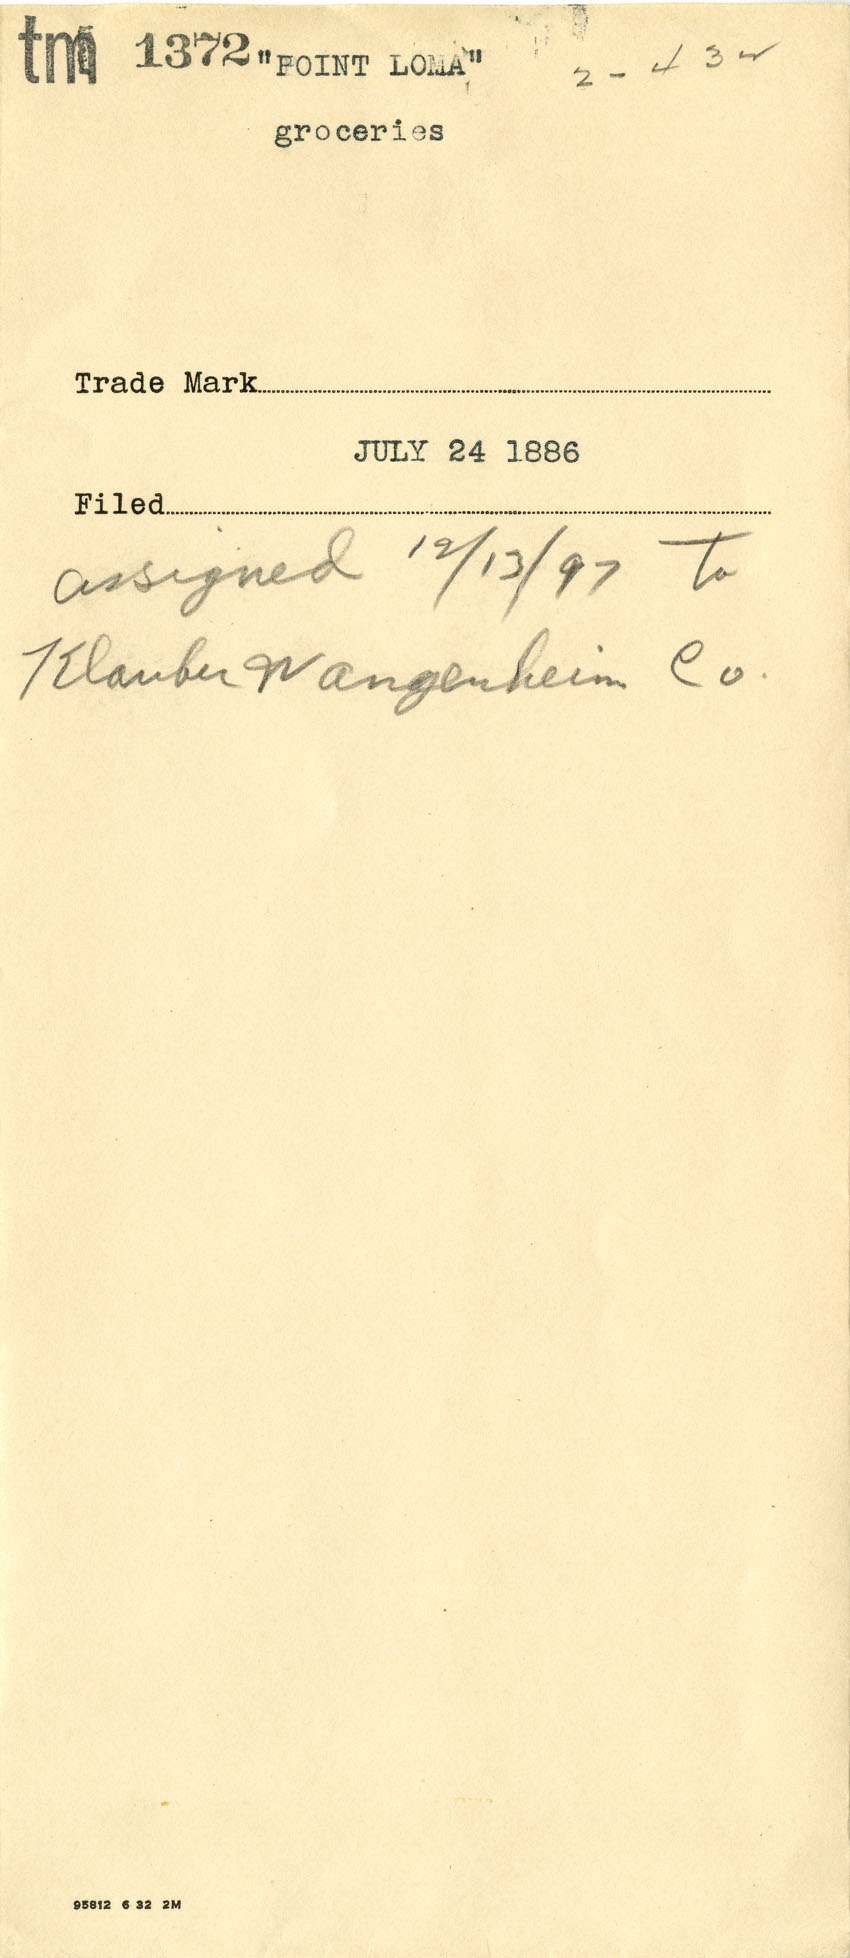 tm 1372 "POINT LOMA" 2-432
groceries
Trade Mark
JULY 24 1886
Filed
assigned 12/13/97 to
Klauber Wangenheim Co.
95812 6 32 2M